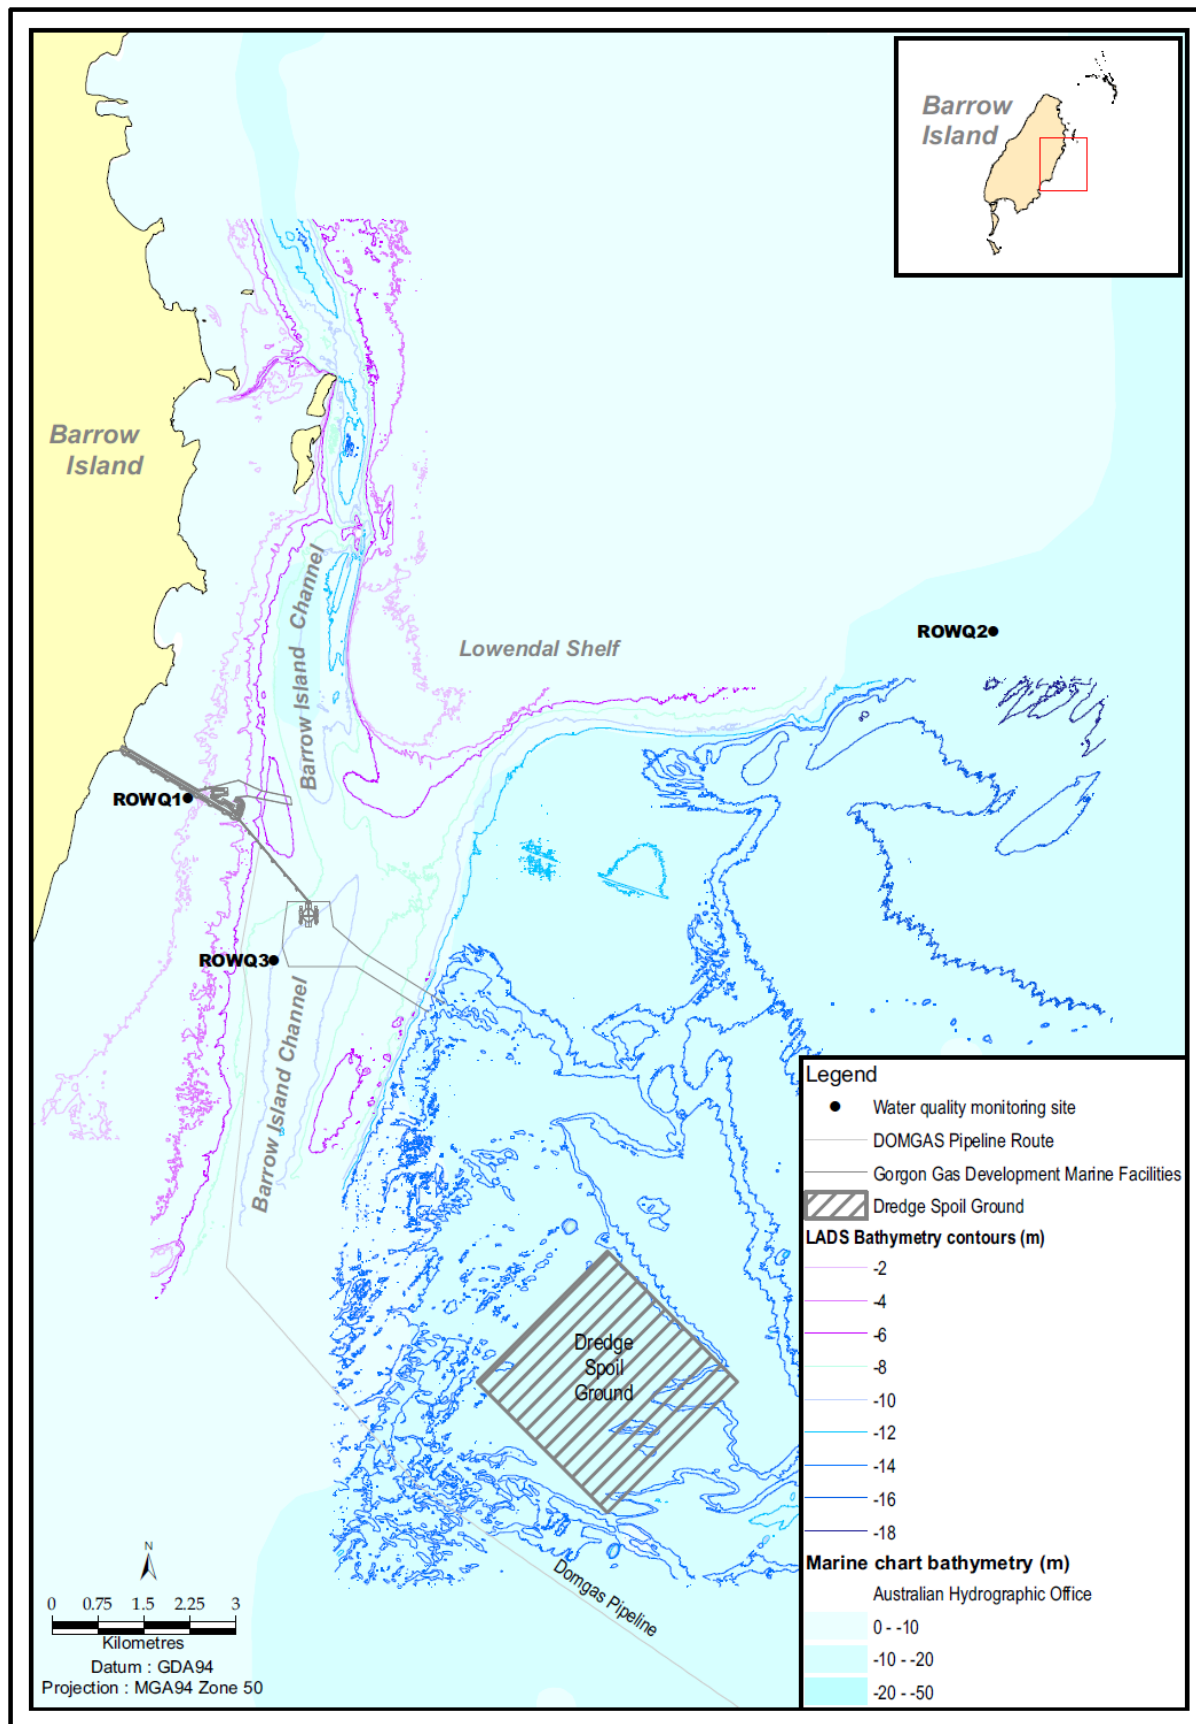 Barrow
Island
Barrow
Island
Barrow Island Channel
Lowendal Shelf
ROWQ2
ROWQ1
ROWQ3
Barrow Island Channel
Dredge
Spoil
Ground
Domgas Pipeline
N
0 0.75 1.5 2.25 3
Kilometres
Datum : GDA94
Projection : MGA94 Zone 50
Legend
Water quality monitoring site
DOMGAS Pipeline Route
Gorgon Gas Development Marine Facilities
Dredge Spoil Ground
LADS Bathymetry contours (m)
-2
-4
-6
-8
-10
-12
-14
-16
-18
Marine chart bathymetry (m)
Australian Hydrographic Office
0 - -10
-10 - -20
-20 - -50